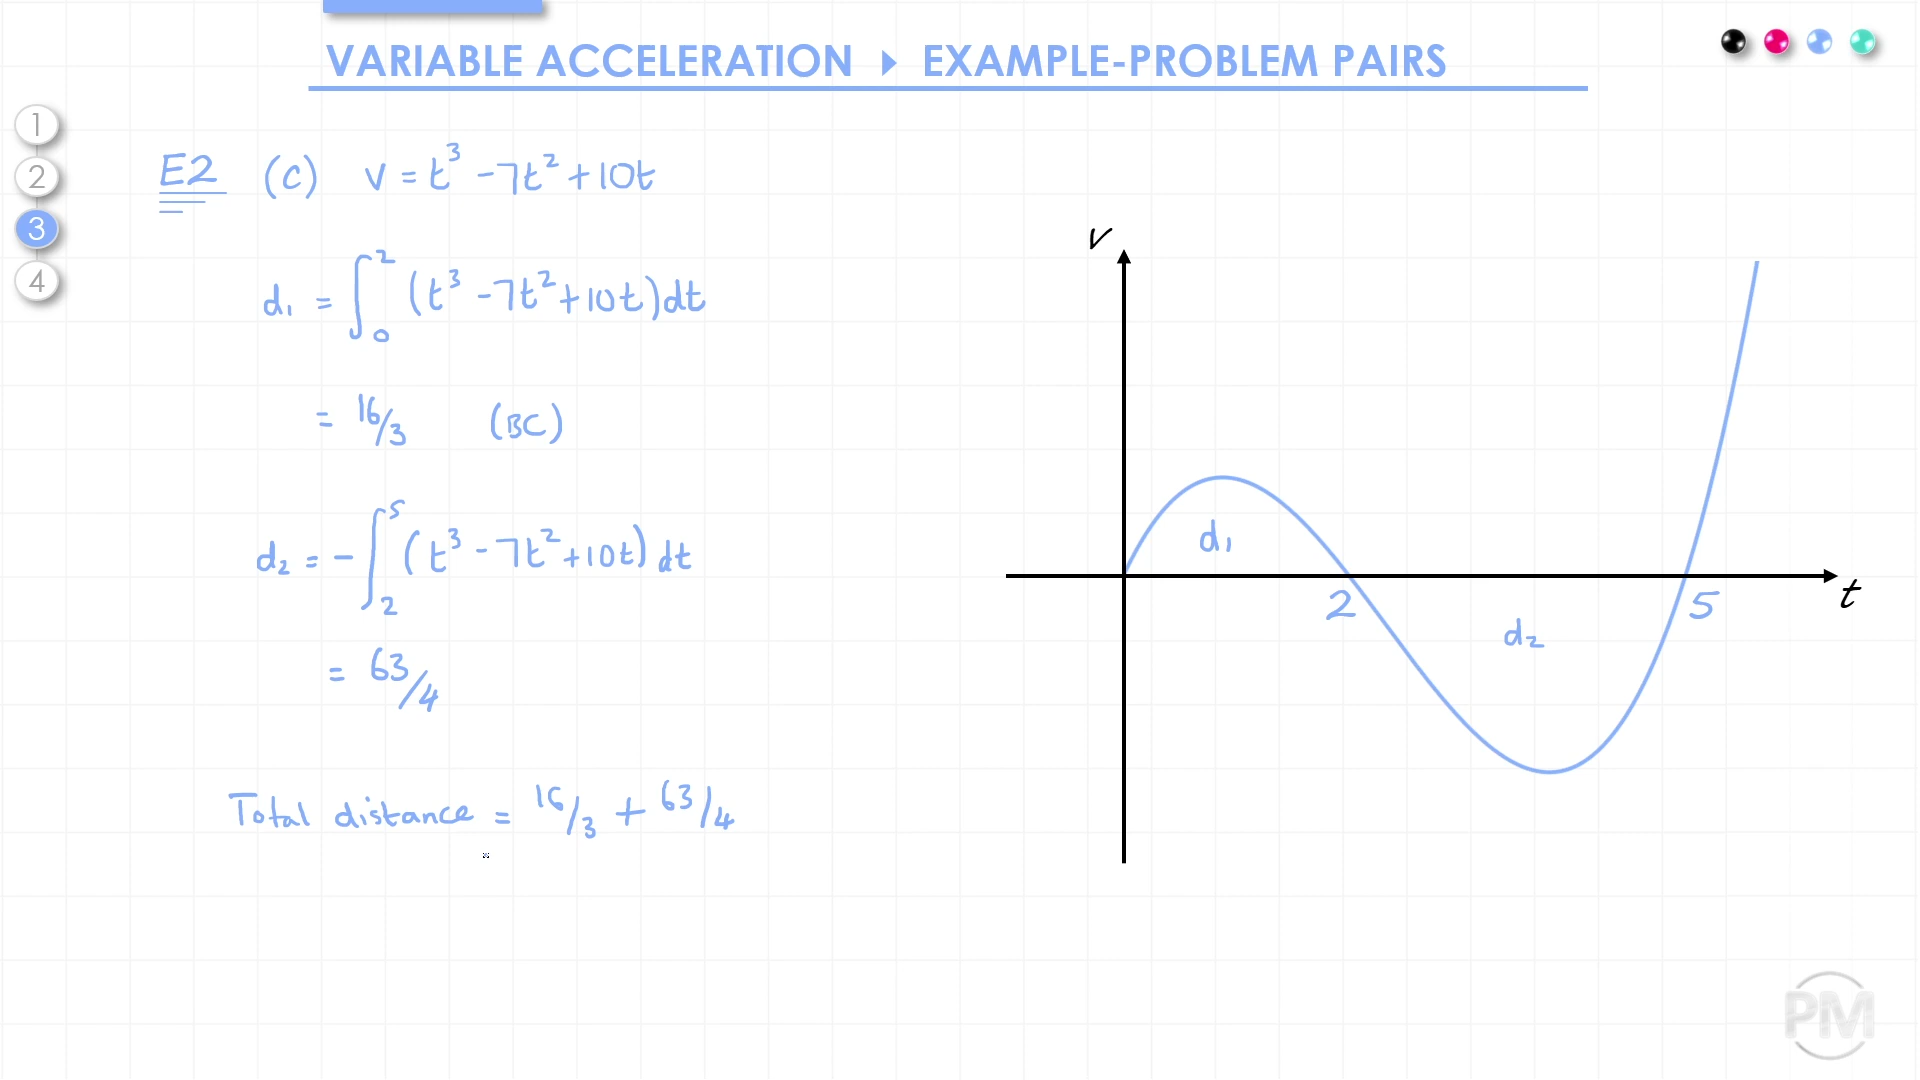 VARIABLE ACCELERATION ▶ EXAMPLE-PROBLEM PAIRS
1
2
3
4
E2 (C) v = t³ - 7t² + 10t
d₁ = ∫₀² (t³ - 7t² + 10t) dt
= 16/3 (BC)
d₂ = - ∫₂⁵ (t³ - 7t² + 10t) dt
= 63/4
Total distance = 16/3 + 63/4
v
d₁
2
5
t
d₂
PM